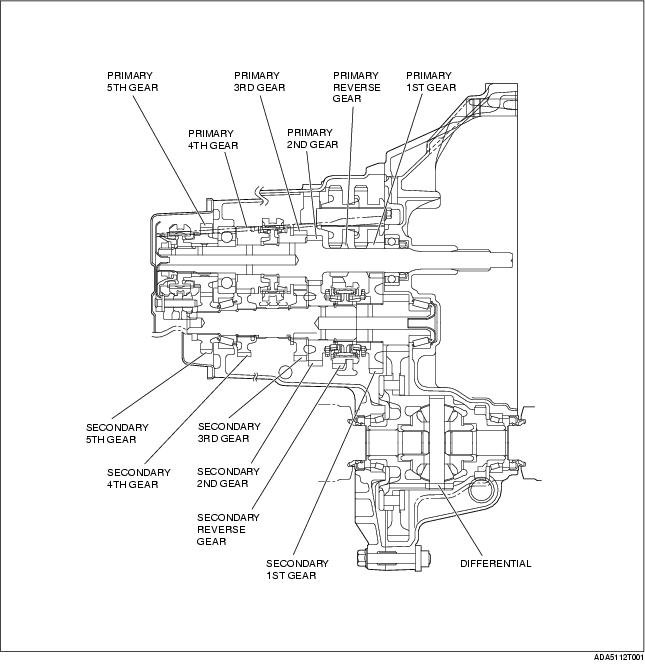 PRIMARY
5TH GEAR
PRIMARY
3RD GEAR
PRIMARY
REVERSE
GEAR
PRIMARY
1ST GEAR
PRIMARY
4TH GEAR
PRIMARY
2ND GEAR
SECONDARY
5TH GEAR
SECONDARY
3RD GEAR
SECONDARY
4TH GEAR
SECONDARY
2ND GEAR
SECONDARY
REVERSE
GEAR
SECONDARY
1ST GEAR
DIFFERENTIAL
ADA5112T001